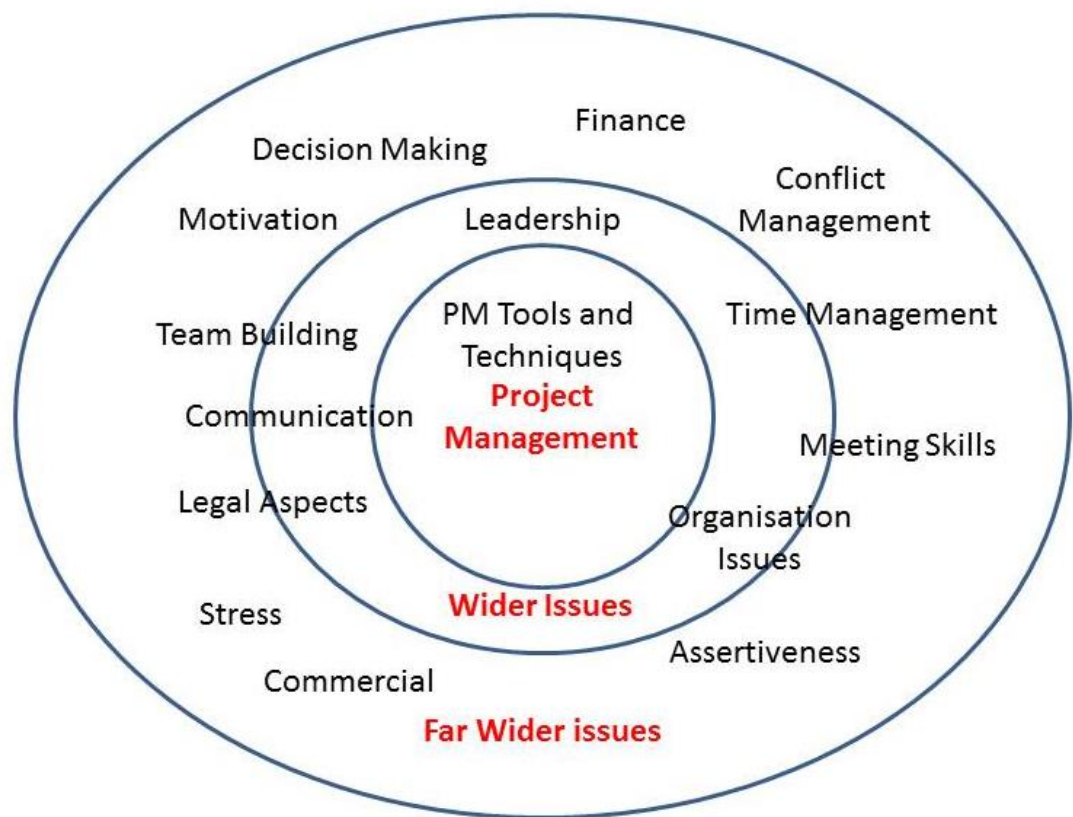 Finance
Decision Making
Conflict
Management
Motivation
Leadership
PM Tools and
Techniques
Time Management
Team Building
Project
Management
Communication
Meeting Skills
Legal Aspects
Organisation
Issues
Wider Issues
Stress
Assertiveness
Commercial
Far Wider issues